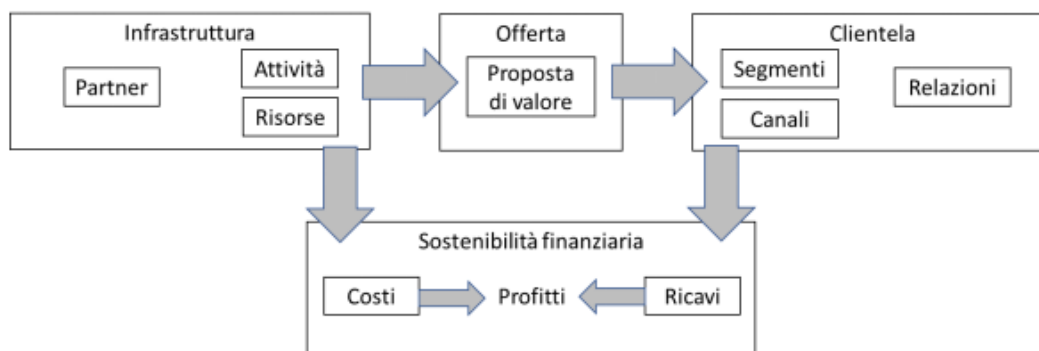 Infrastruttura
Partner
Attività
Risorse
Offerta
Proposta
di valore
Clientela
Segmenti
Canali
Relazioni
Sostenibilità finanziaria
Costi
Profitti
Ricavi